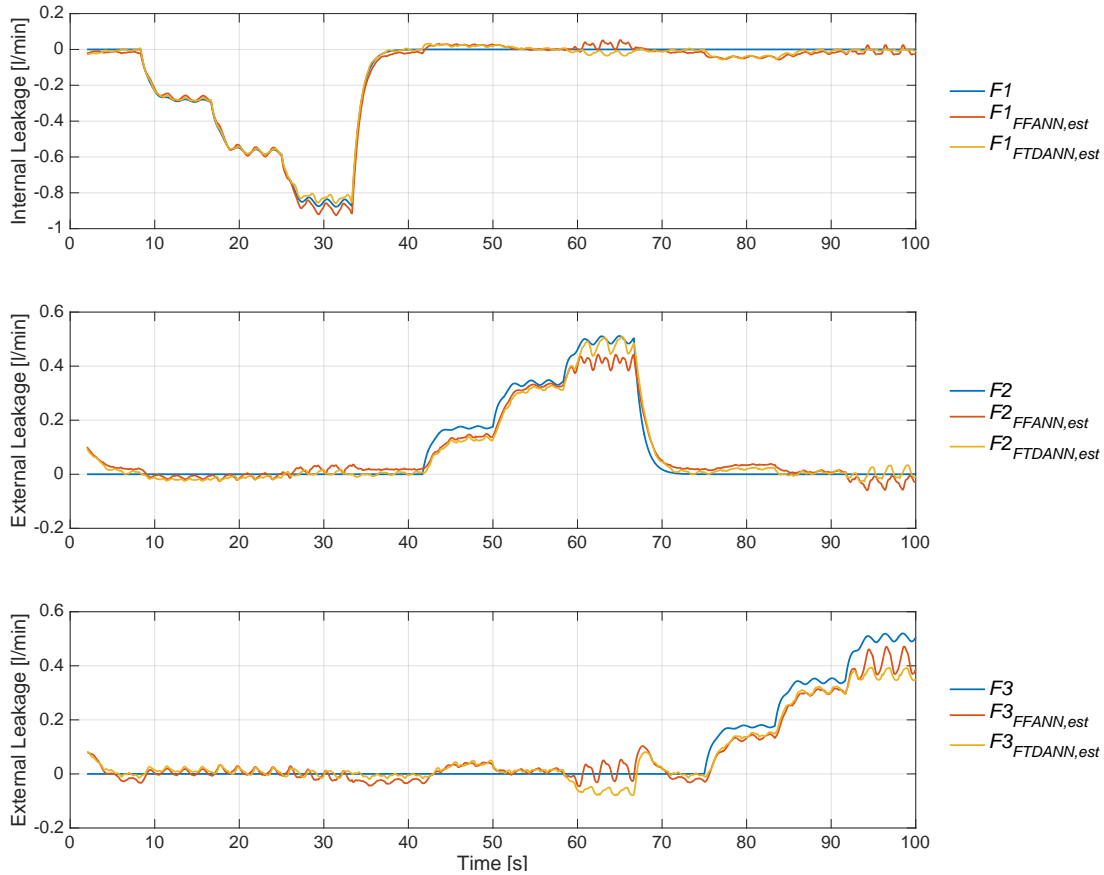 Internal Leakage [l/min]
0.2
0
-0.2
-0.4
-0.6
-0.8
-1
0 10 20 30 40 50 60 70 80 90 100
F1
F1FFANN,est
F1FTDANN,est
External Leakage [l/min]
0.6
0.4
0.2
0
-0.2
0 10 20 30 40 50 60 70 80 90 100
F2
F2FFANN,est
F2FTDANN,est
External Leakage [l/min]
0.6
0.4
0.2
0
-0.2
0 10 20 30 40 50 60 70 80 90 100
Time [s]
F3
F3FFANN,est
F3FTDANN,est